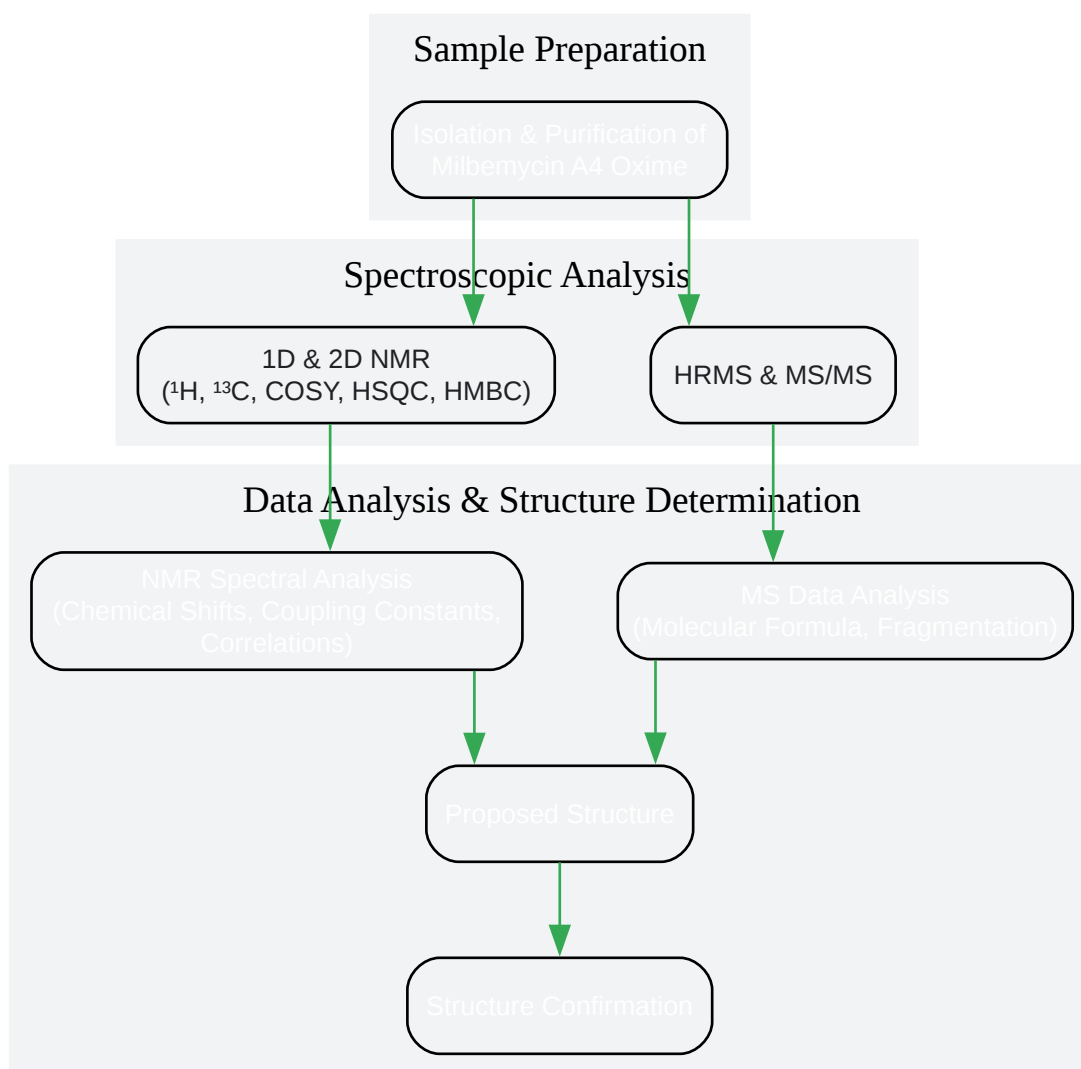 Sample Preparation
Isolation & Purification of
Milbemycin A4 Oxime
Spectroscopic Analysis
1D & 2D NMR
(¹H, ¹³C, COSY, HSQC, HMBC)
HRMS & MS/MS
Data Analysis & Structure Determination
NMR Spectral Analysis
(Chemical Shifts, Coupling Constants,
Correlations)
MS Data Analysis
(Molecular Formula, Fragmentation)
Proposed Structure
Structure Confirmation